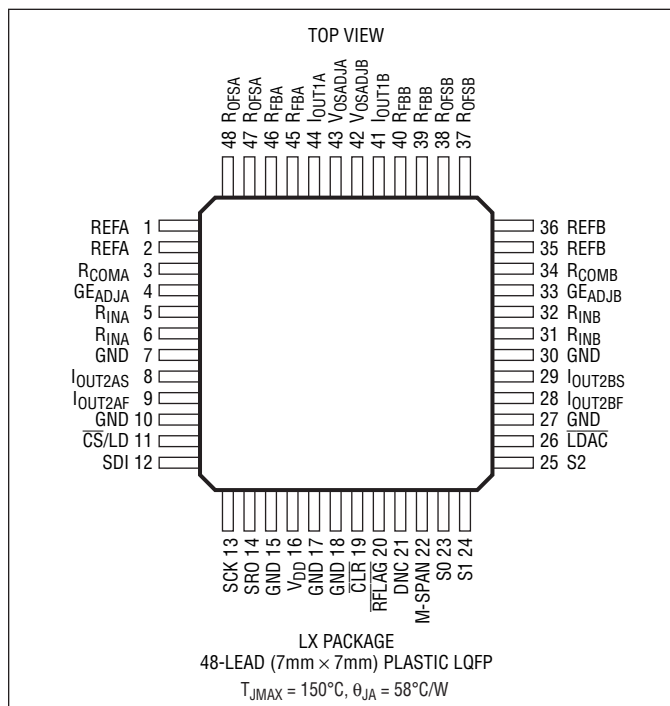 TOP VIEW
48 ROFSA
47 ROFSA
46 RFBA
45 RFBA
44 IOUT1A
43 VOSADJA
42 VOSADJB
41 IOUT1B
40 RFBB
39 RFBB
38 ROFSB
37 ROFSB
REFA 1
REFA 2
RCOMA 3
GEADJA 4
RINA 5
RINA 6
GND 7
IOUT2AS 8
IOUT2AF 9
GND 10
C̅S̅/LD 11
SDI 12
36 REFB
35 REFB
34 RCOMB
33 GEADJB
32 RINB
31 RINB
30 GND
29 IOUT2BS
28 IOUT2BF
27 GND
26 L̅D̅A̅C̅
25 S2
SCK 13
SRO 14
GND 15
VDD 16
GND 17
GND 18
C̅L̅R̅ 19
R̅F̅L̅A̅G̅ 20
DNC 21
M-SPAN 22
S0 23
S1 24
LX PACKAGE
48-LEAD (7mm × 7mm) PLASTIC LQFP
TJMAX = 150°C, θJA = 58°C/W